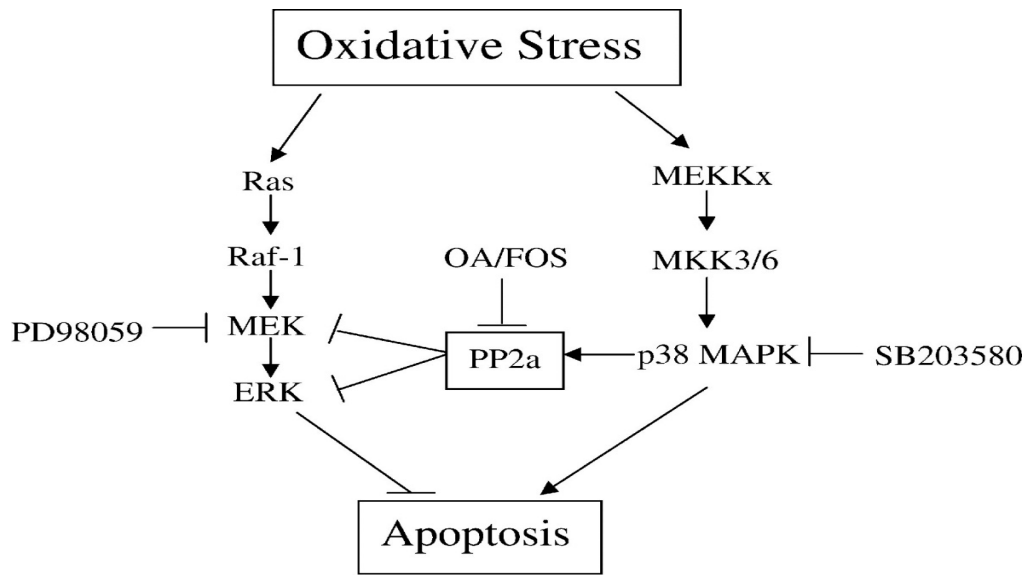 Oxidative Stress
Ras
MEKKx
Raf-1
OA/FOS
MKK3/6
PD98059
MEK
PP2a
p38 MAPK
SB203580
ERK
Apoptosis